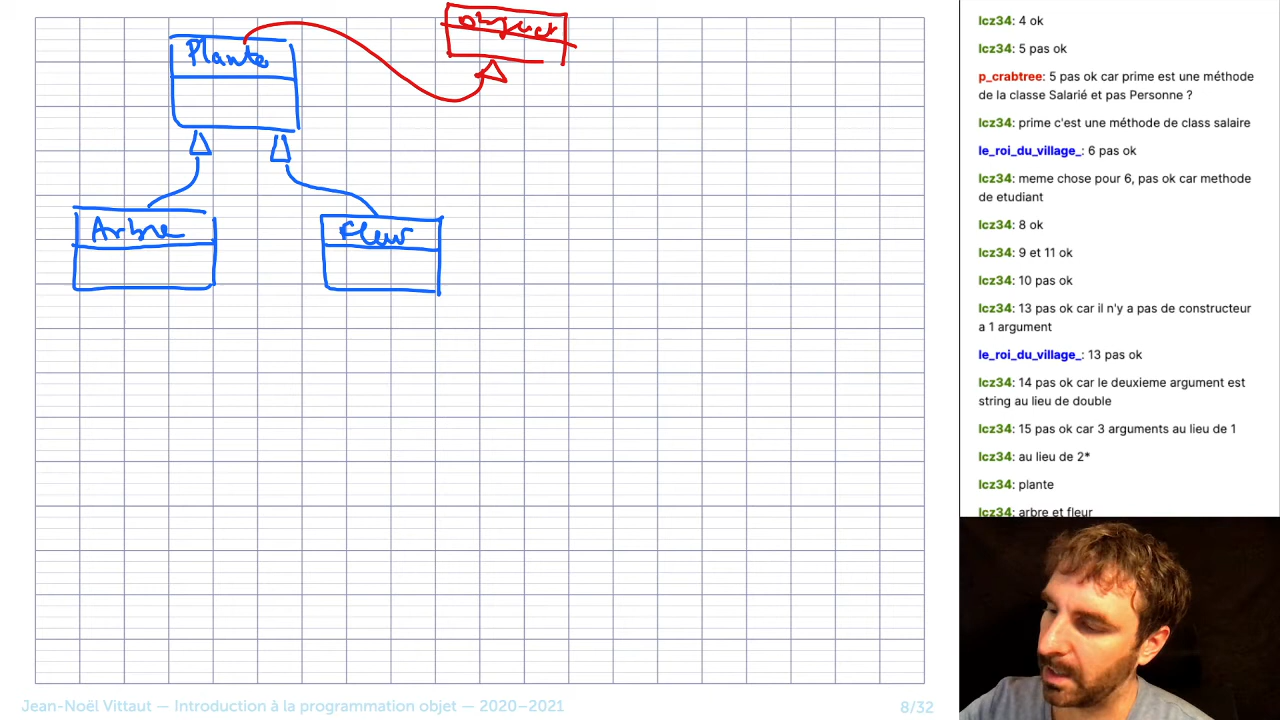 Plante
Object
Arbre
Fleur
lcz34: 4 ok
lcz34: 5 pas ok
p_crabtree: 5 pas ok car prime est une méthode
de la classe Salarié et pas Personne ?
lcz34: prime c'est une méthode de class salaire
le_roi_du_village_: 6 pas ok
lcz34: meme chose pour 6, pas ok car methode
de etudiant
lcz34: 8 ok
lcz34: 9 et 11 ok
lcz34: 10 pas ok
lcz34: 13 pas ok car il n'y a pas de constructeur
a 1 argument
le_roi_du_village_: 13 pas ok
lcz34: 14 pas ok car le deuxieme argument est
string au lieu de double
lcz34: 15 pas ok car 3 arguments au lieu de 1
lcz34: au lieu de 2*
lcz34: plante
lcz34: arbre et fleur
Jean-Noël Vittaut — Introduction à la programmation objet — 2020–2021
8/32